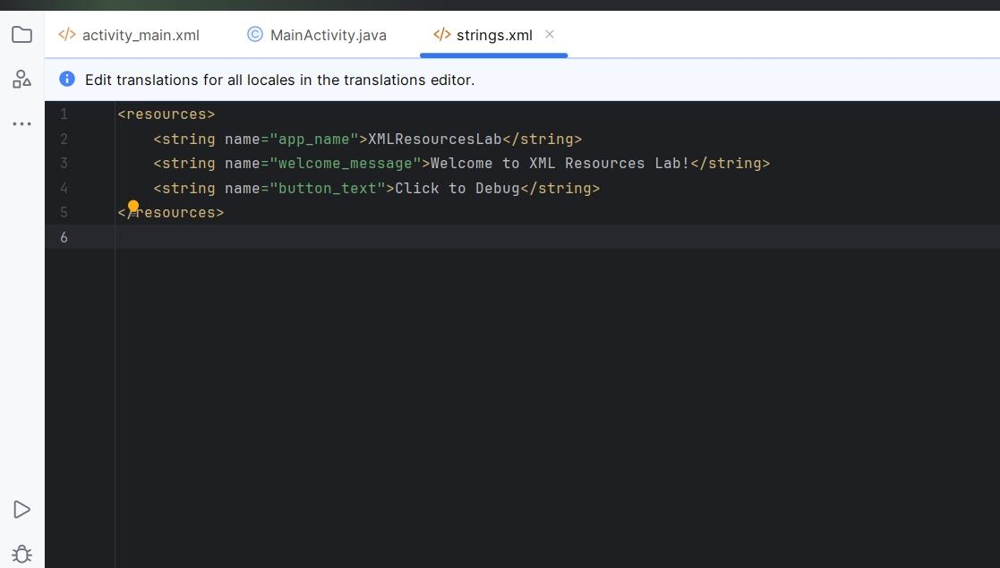 activity_main.xml MainActivity.java strings.xml
Edit translations for all locales in the translations editor.
1 <resources>
2     <string name="app_name">XMLResourcesLab</string>
3     <string name="welcome_message">Welcome to XML Resources Lab!</string>
4     <string name="button_text">Click to Debug</string>
5 </resources>
6